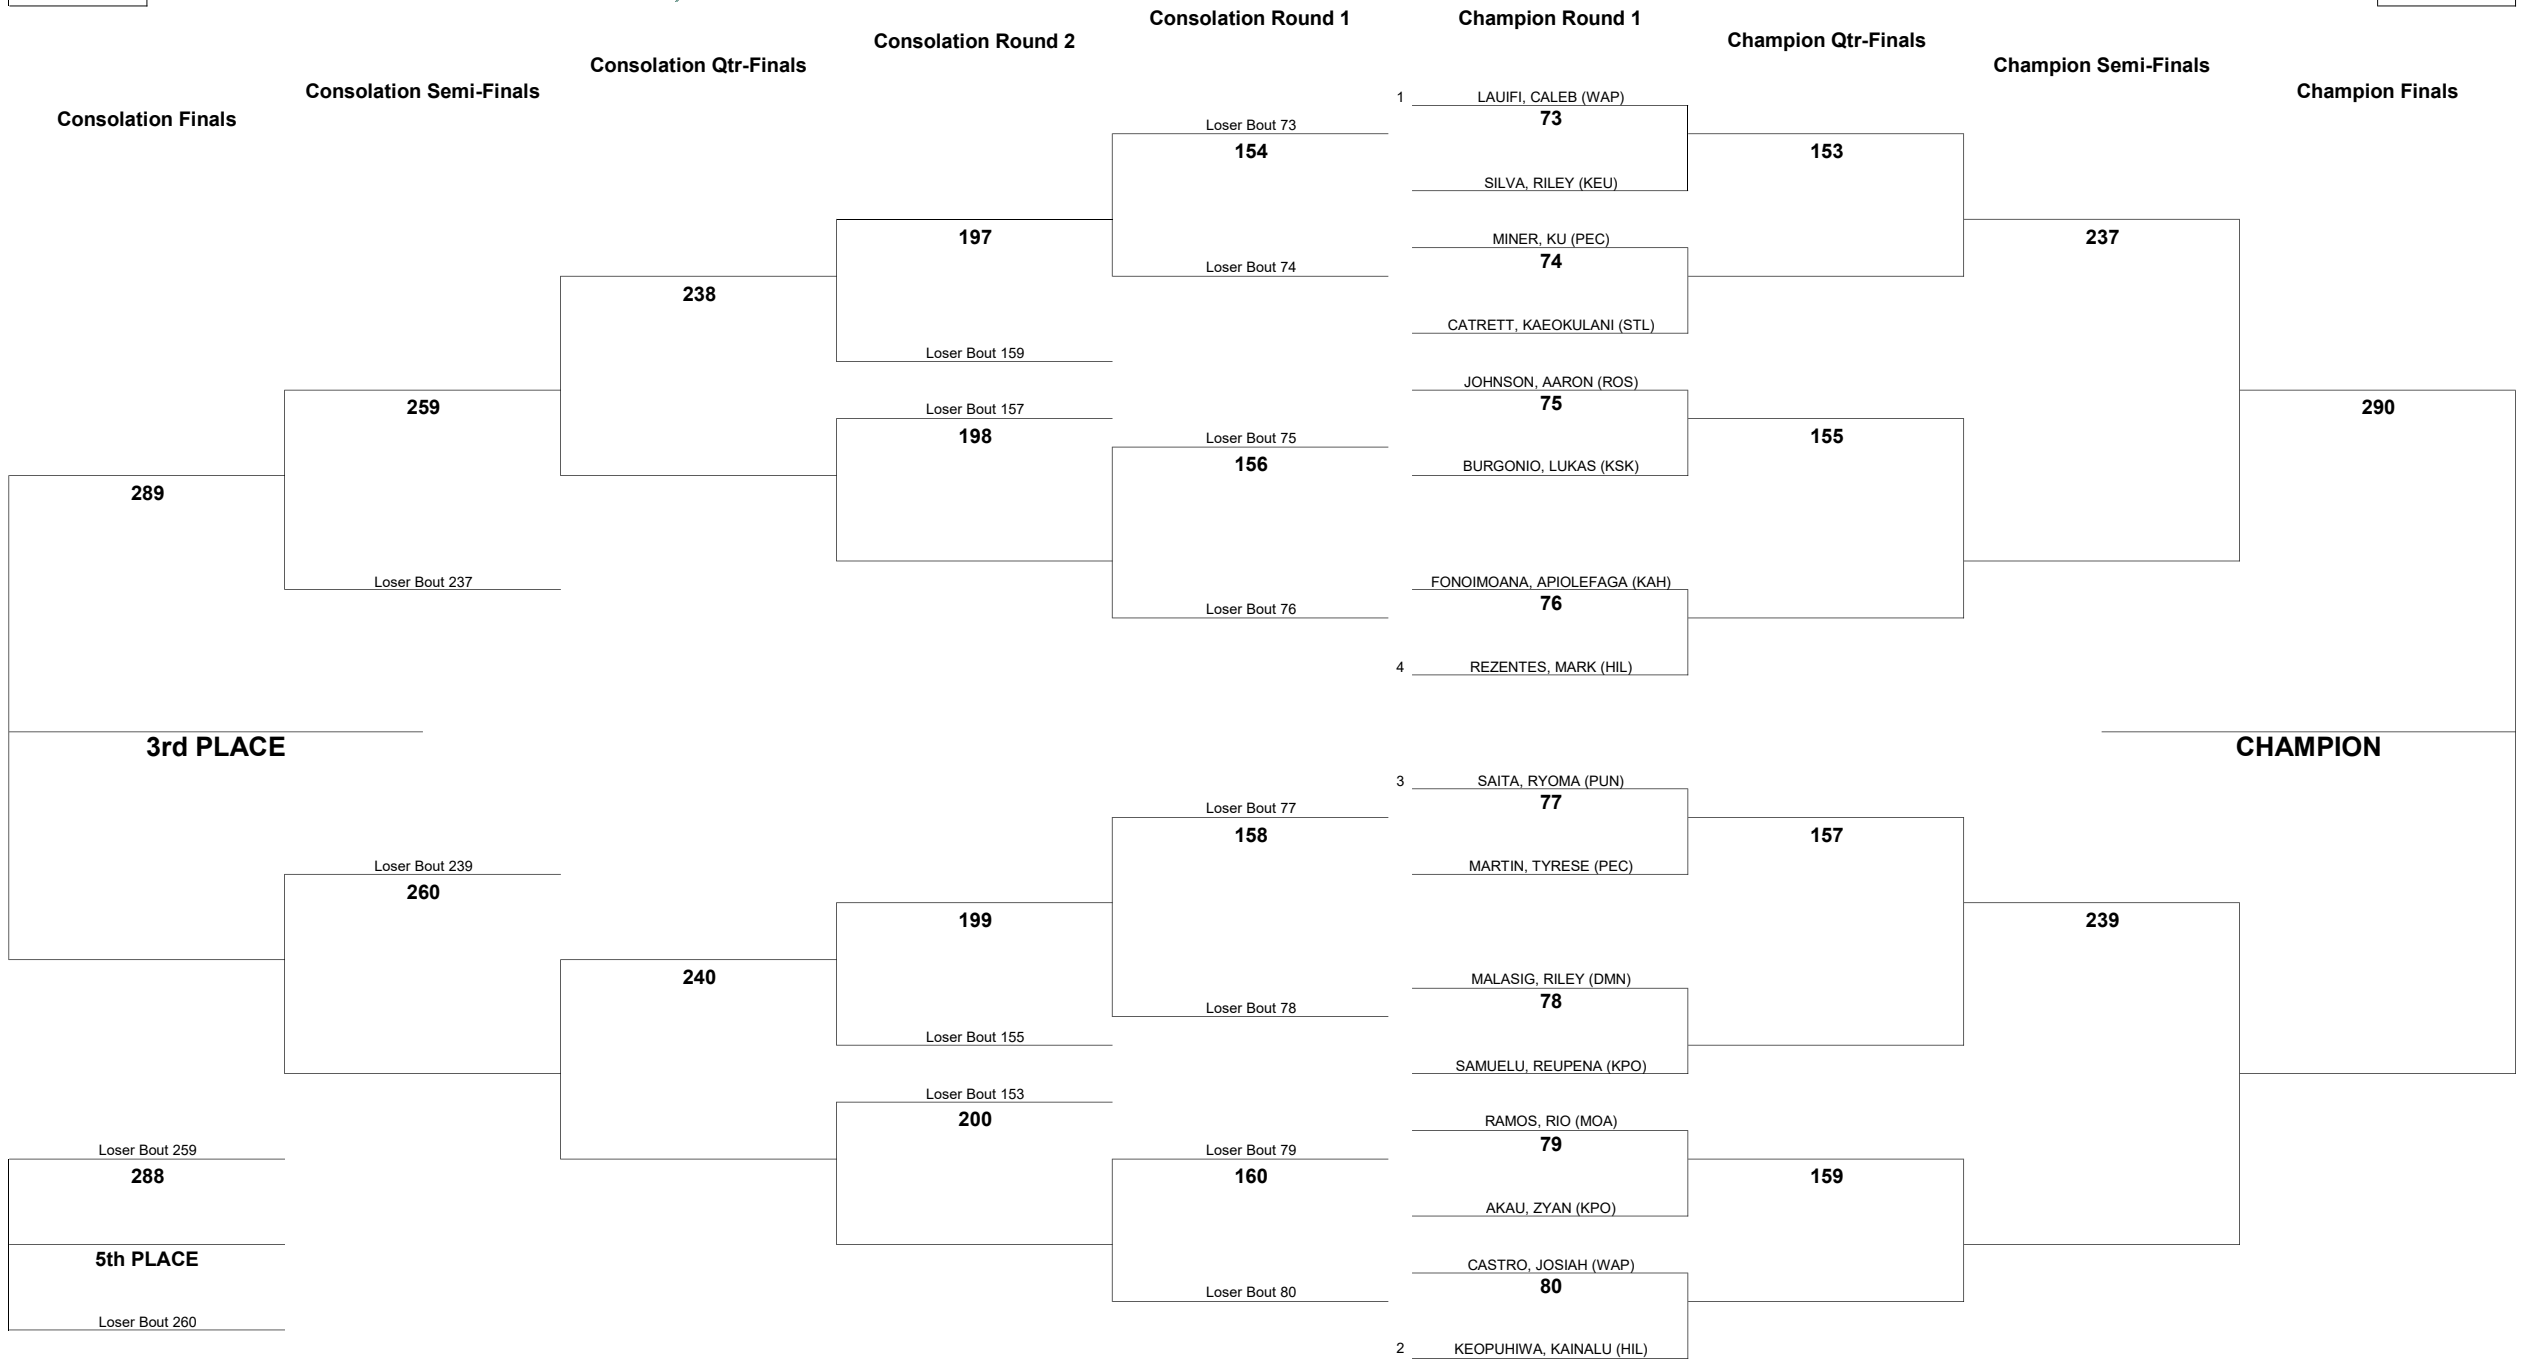 Consolation Round 1
Champion Round 1
Consolation Round 2
Champion Qtr-Finals
Consolation Qtr-Finals
Champion Semi-Finals
Consolation Semi-Finals
Champion Finals
Consolation Finals
1 LAUIFI, CALEB (WAP)
73
Loser Bout 73
154
153
SILVA, RILEY (KEU)
197
237
MINER, KU (PEC)
74
Loser Bout 74
238
CATRETT, KAEOKULANI (STL)
Loser Bout 159
JOHNSON, AARON (ROS)
75
259
Loser Bout 157
290
198
Loser Bout 75
155
156
BURGONIO, LUKAS (KSK)
289
Loser Bout 237
FONOIMOANA, APIOLEFAGA (KAH)
76
Loser Bout 76
4 REZENTES, MARK (HIL)
3rd PLACE
CHAMPION
3 SAITA, RYOMA (PUN)
77
Loser Bout 77
158
157
Loser Bout 239
MARTIN, TYRESE (PEC)
260
199
239
240
MALASIG, RILEY (DMN)
78
Loser Bout 78
Loser Bout 155
SAMUELU, REUPENA (KPO)
Loser Bout 153
200
RAMOS, RIO (MOA)
79
Loser Bout 259
Loser Bout 79
288
160
159
AKAU, ZYAN (KPO)
5th PLACE
CASTRO, JOSIAH (WAP)
80
Loser Bout 80
Loser Bout 260
2 KEOPUHIWA, KAINALU (HIL)